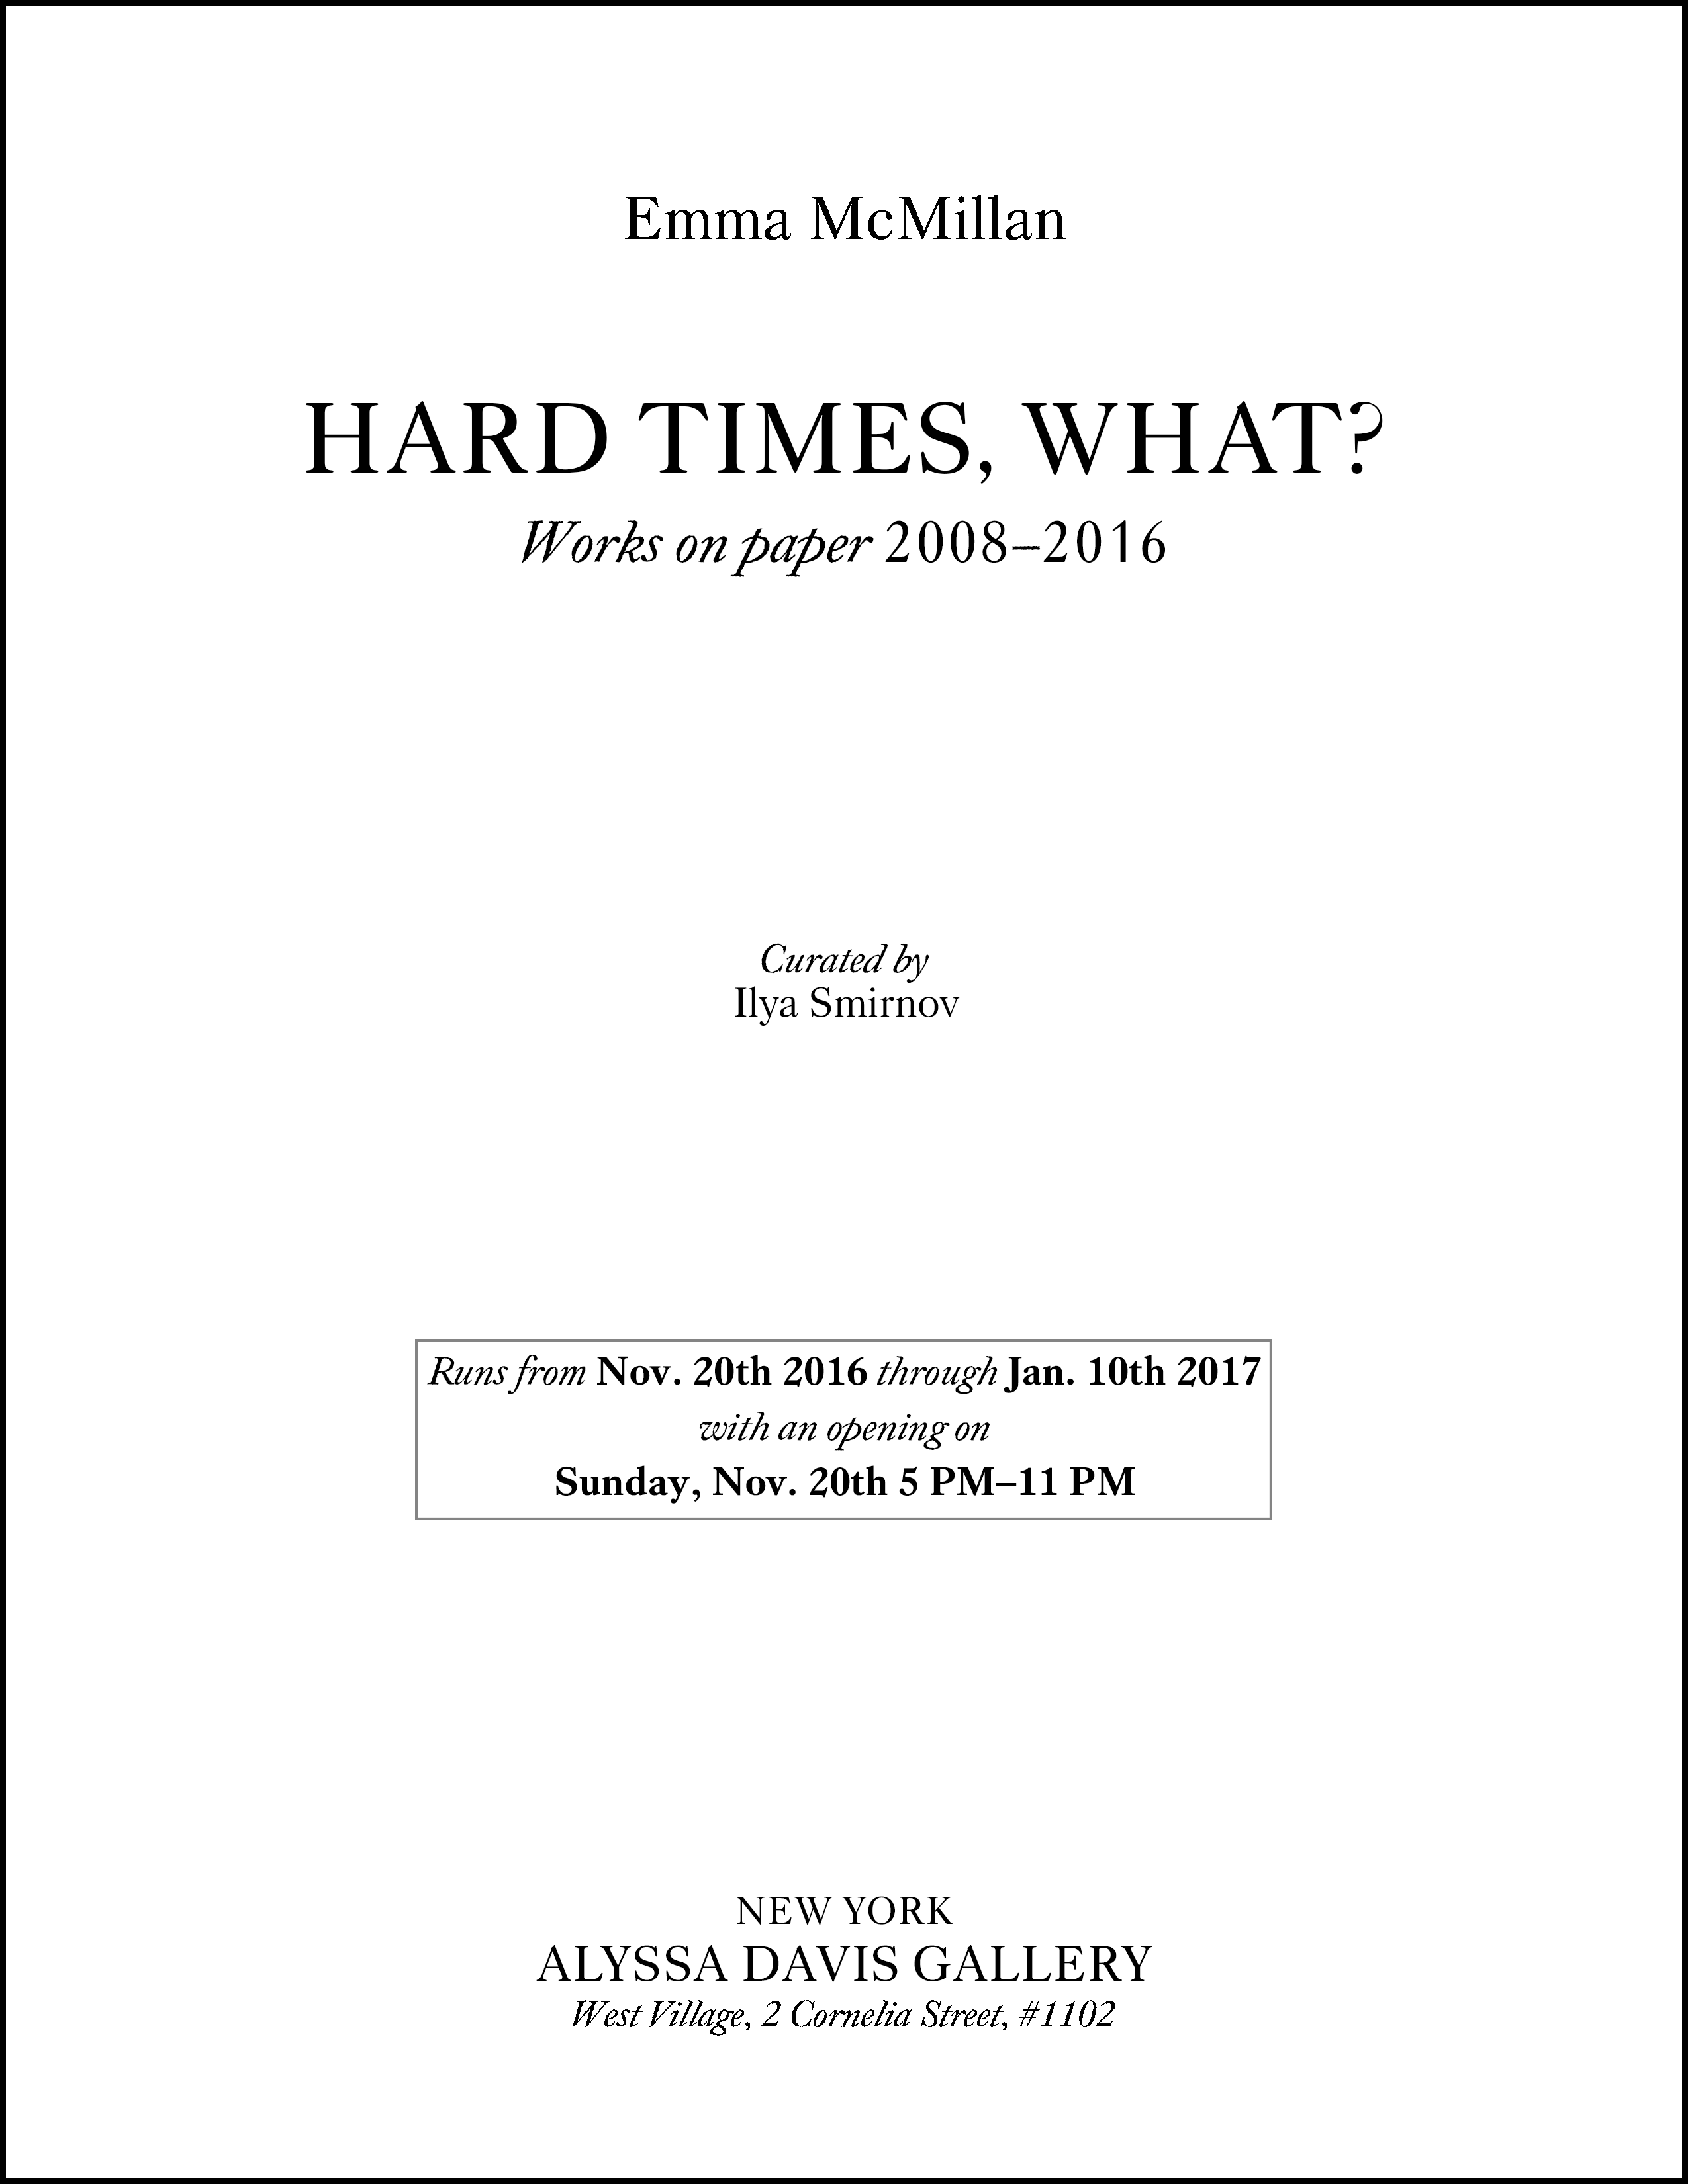 Emma McMillan
HARD TIMES, WHAT?
Works on paper 2008–2016
Curated by
Ilya Smirnov
Runs from Nov. 20th 2016 through Jan. 10th 2017
with an opening on
Sunday, Nov. 20th 5 PM–11 PM
NEW YORK
ALYSSA DAVIS GALLERY
West Village, 2 Cornelia Street, #1102